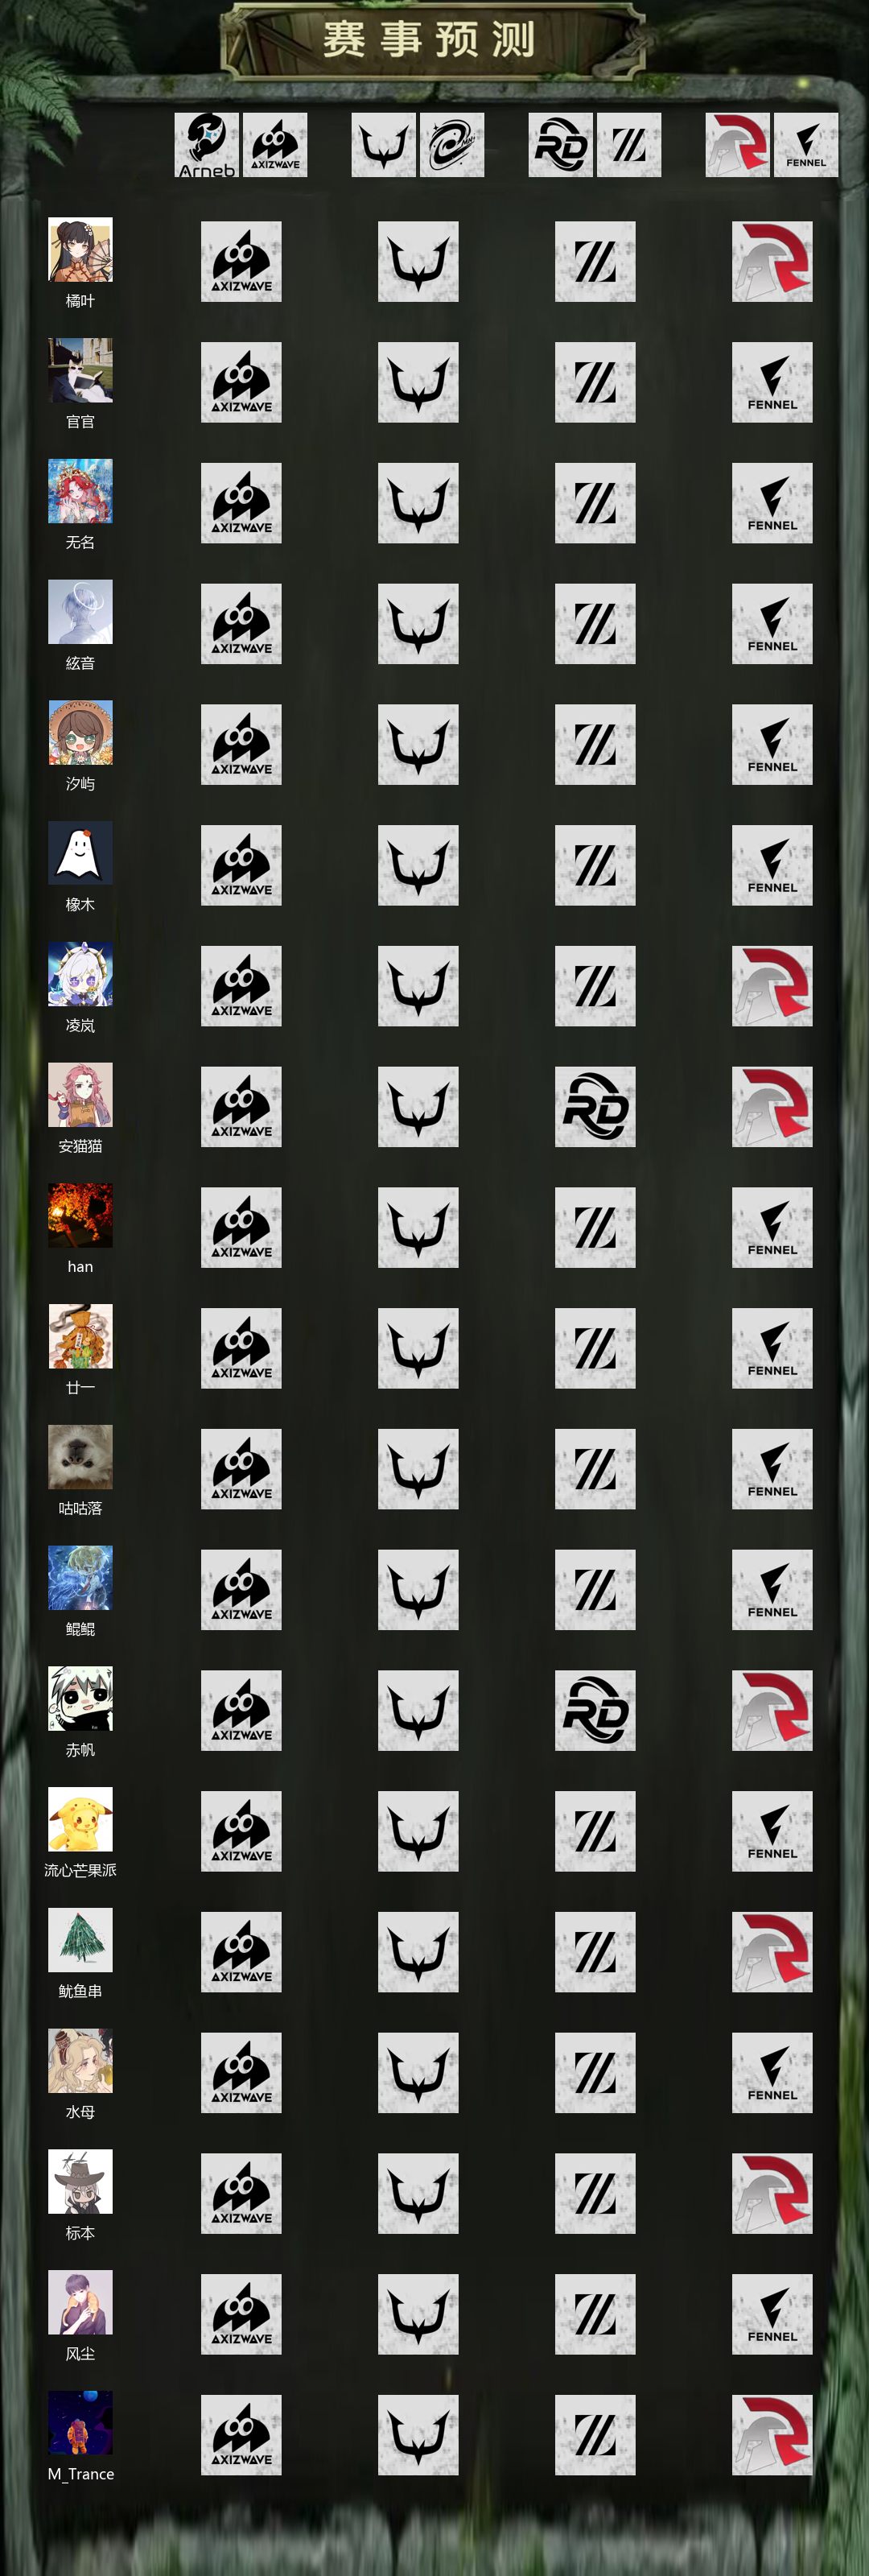 赛事预测
Arneb AXIZWAVE RD FENNEL
AXIZWAVE
橘叶
AXIZWAVE FENNEL
官官
AXIZWAVE FENNEL
无名
AXIZWAVE FENNEL
絃音
AXIZWAVE FENNEL
汐屿
AXIZWAVE FENNEL
橡木
AXIZWAVE
凌岚
AXIZWAVE RD
安猫猫
AXIZWAVE FENNEL
han
AXIZWAVE FENNEL
廿一
AXIZWAVE FENNEL
咕咕落
AXIZWAVE FENNEL
鲲鲲
AXIZWAVE RD
赤帆
AXIZWAVE FENNEL
流心芒果派
AXIZWAVE
鱿鱼串
AXIZWAVE FENNEL
水母
AXIZWAVE
标本
AXIZWAVE FENNEL
风尘
AXIZWAVE
M_Trance